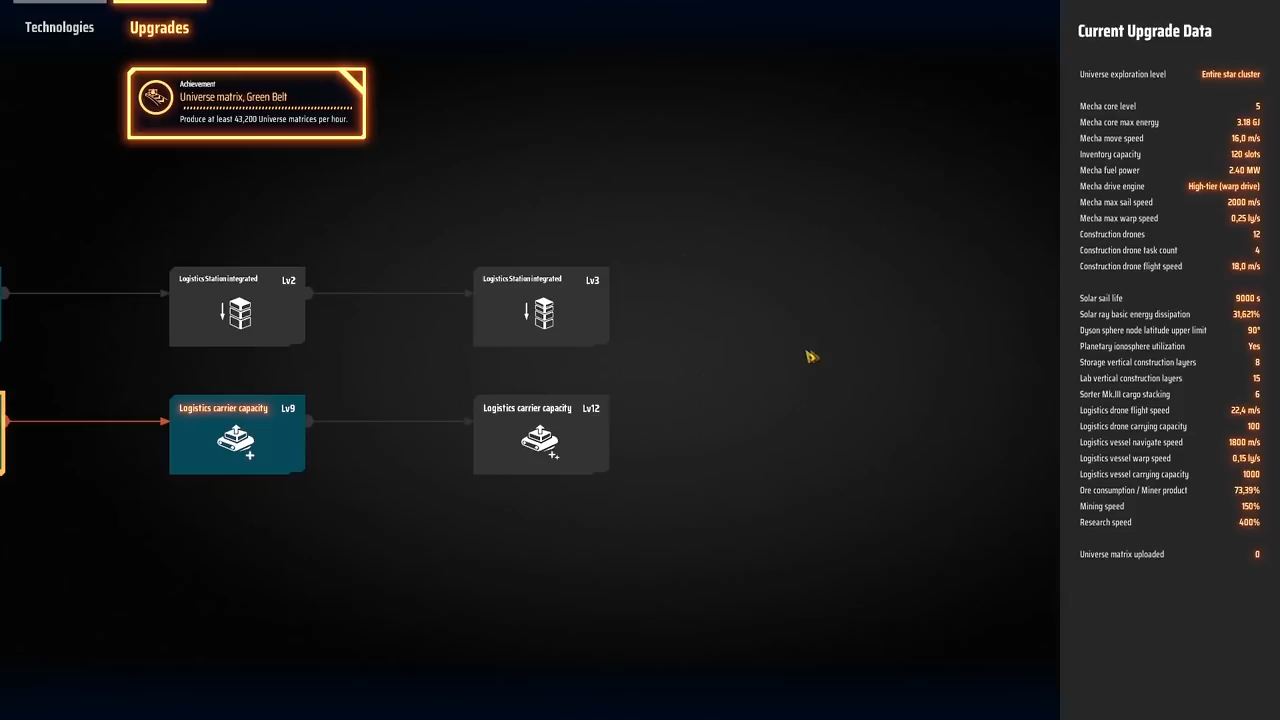 Technologies
Upgrades
Achievement
Universe matrix, Green Belt
Produce at least 43,200 Universe matrices per hour.
Logistics Station integrated Lv2
Logistics Station integrated Lv3
Logistics carrier capacity Lv9
Logistics carrier capacity Lv12
Current Upgrade Data
Universe exploration level Entire star cluster
Mecha core level 5
Mecha core max energy 3.18 GJ
Mecha move speed 16,0 m/s
Inventory capacity 120 slots
Mecha fuel power 2.40 MW
Mecha drive engine High-tier (warp drive)
Mecha max sail speed 2000 m/s
Mecha max warp speed 0,25 ly/s
Construction drones 12
Construction drone task count 4
Construction drone flight speed 18,0 m/s
Solar sail life 9000 s
Solar ray basic energy dissipation 31,621%
Dyson sphere node latitude upper limit 90°
Planetary ionosphere utilization Yes
Storage vertical construction layers 8
Lab vertical construction layers 15
Sorter Mk.III cargo stacking 6
Logistics drone flight speed 22,4 m/s
Logistics drone carrying capacity 100
Logistics vessel navigate speed 1800 m/s
Logistics vessel warp speed 0,15 ly/s
Logistics vessel carrying capacity 1000
Ore consumption / Miner product 73,39%
Mining speed 150%
Research speed 400%
Universe matrix uploaded 0